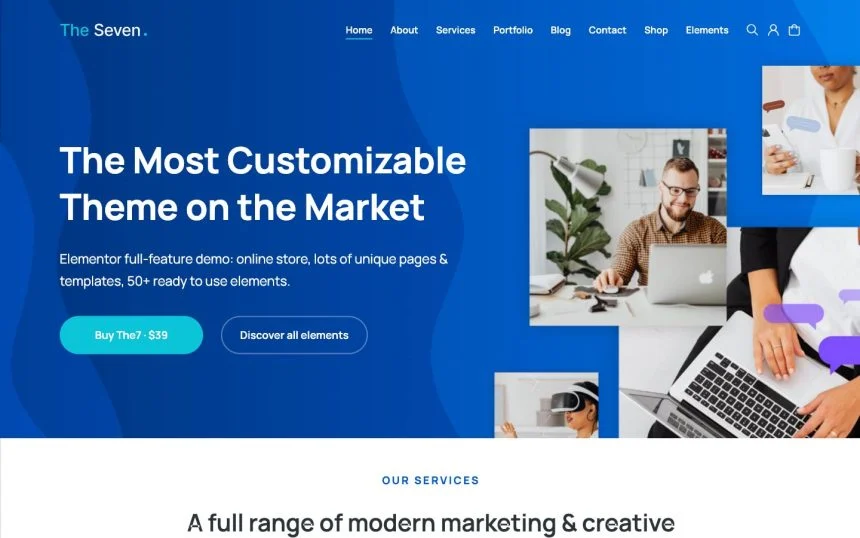 The Seven.
Home About Services Portfolio Blog Contact Shop Elements
The Most Customizable
Theme on the Market
Elementor full-feature demo: online store, lots of unique pages &
templates, 50+ ready to use elements.
Buy The7 · $39
Discover all elements
OUR SERVICES
A full range of modern marketing & creative